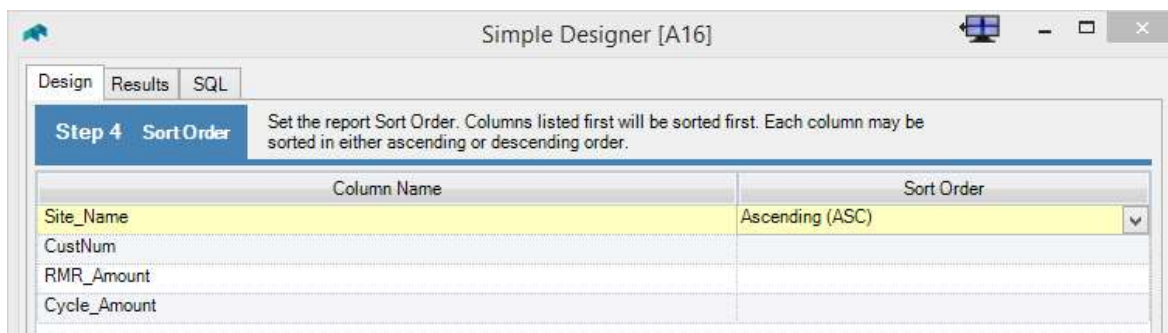 Simple Designer [A16]
Design Results SQL
Step 4 Sort Order
Set the report Sort Order. Columns listed first will be sorted first. Each column may be
sorted in either ascending or descending order.
Column Name Sort Order
Site_Name Ascending (ASC)
CustNum
RMR_Amount
Cycle_Amount